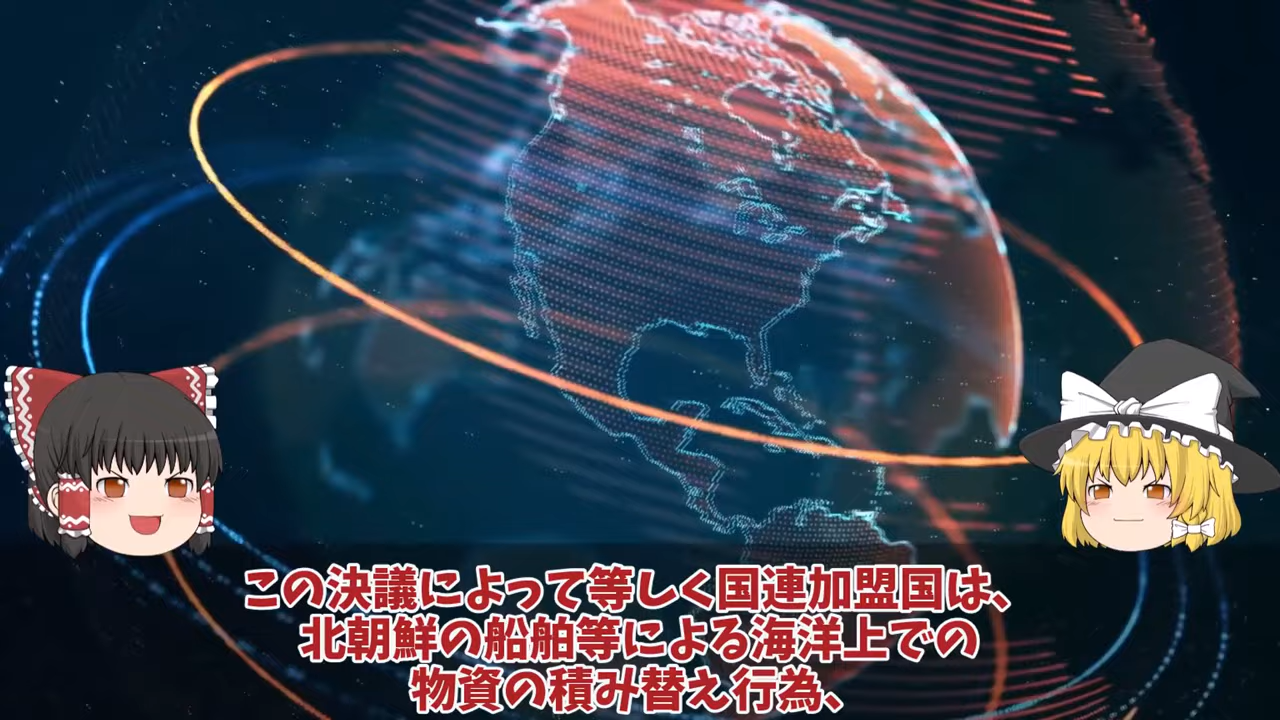 この決議によって等しく国連加盟国は、
北朝鮮の船舶等による海洋上での
物資の積み替え行為、